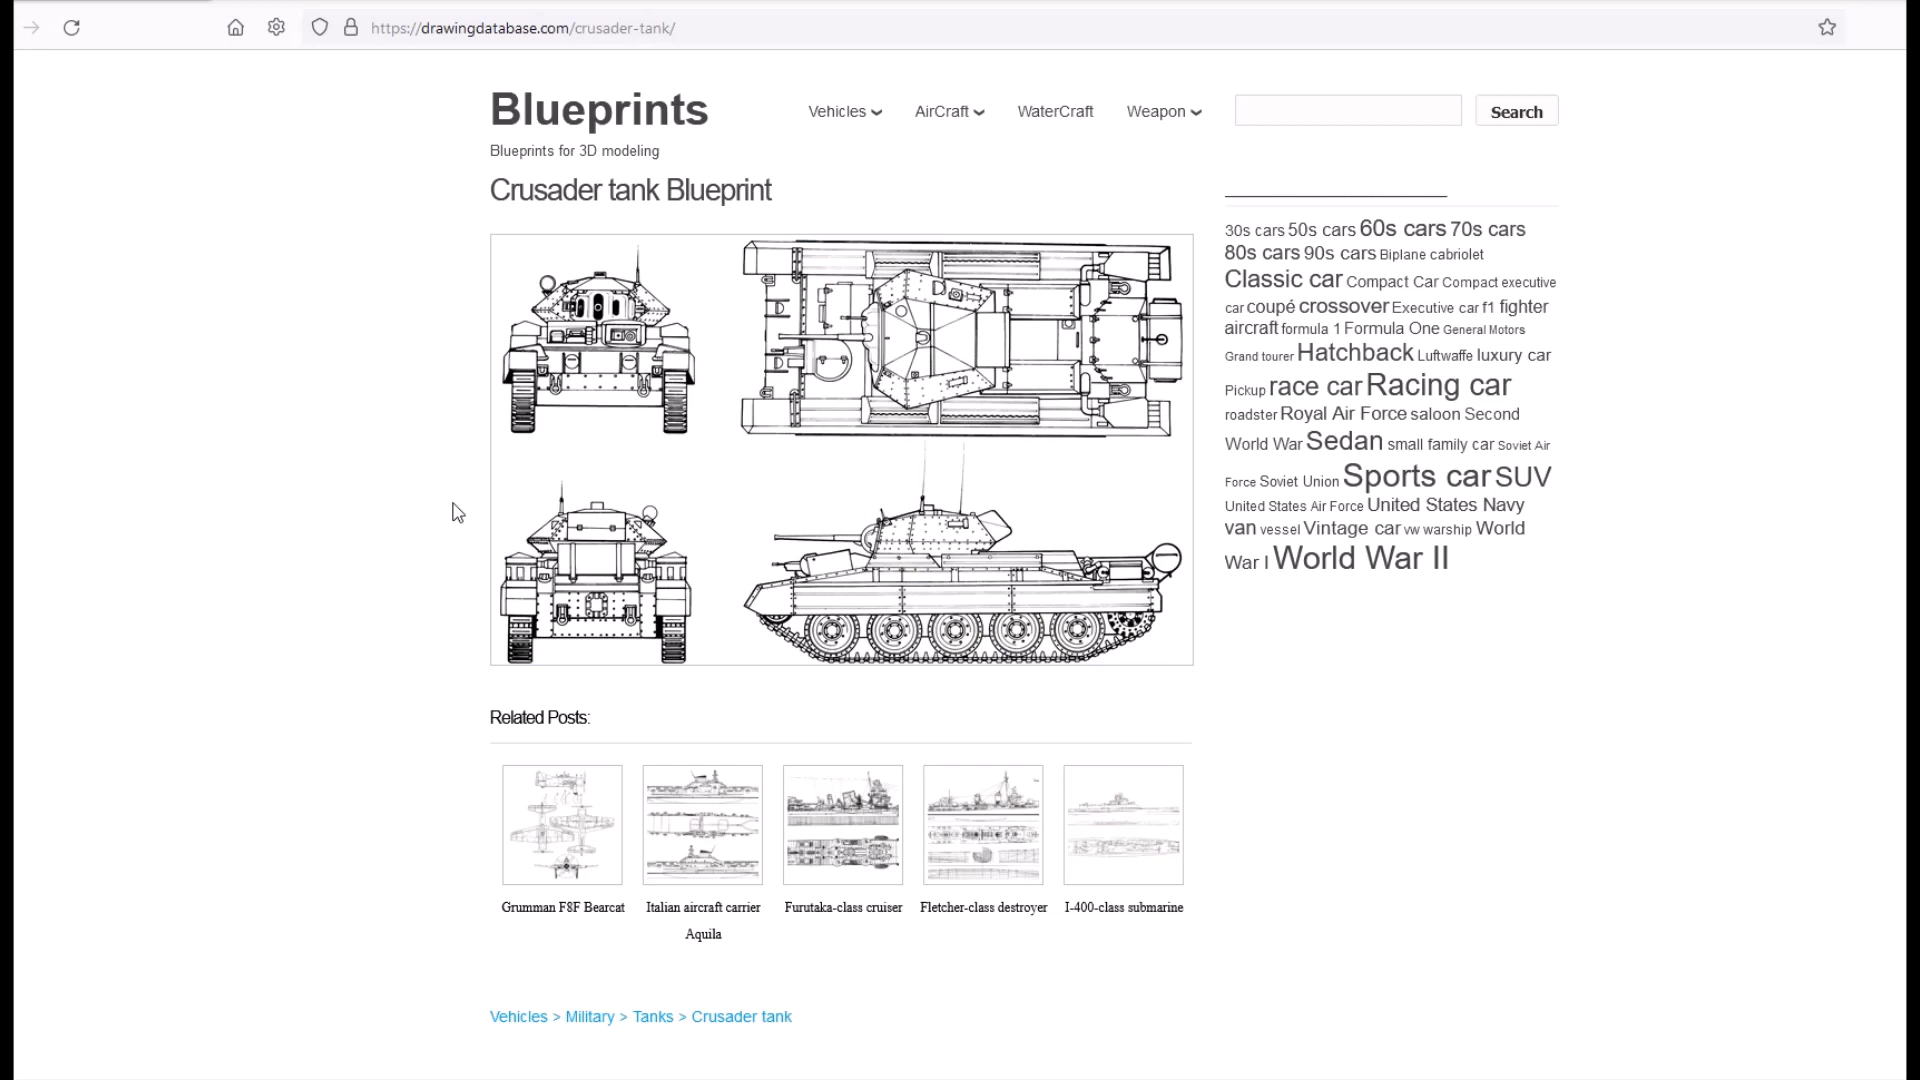 https://drawingdatabase.com/crusader-tank/
Blueprints
Vehicles
AirCraft
WaterCraft
Weapon
Search
Blueprints for 3D modeling
Crusader tank Blueprint
30s cars 50s cars 60s cars 70s cars
80s cars 90s cars Biplane cabriolet
Classic car Compact Car Compact executive
car coupé crossover Executive car f1 fighter
aircraft formula 1 Formula One General Motors
Grand tourer Hatchback Luftwaffe luxury car
Pickup race car Racing car
roadster Royal Air Force saloon Second
World War Sedan small family car Soviet Air
Force Soviet Union Sports car SUV
United States Air Force United States Navy
van vessel Vintage car vw warship World
War I World War II
Related Posts:
Grumman F8F Bearcat
Italian aircraft carrier
Aquila
Furutaka-class cruiser
Fletcher-class destroyer
I-400-class submarine
Vehicles > Military > Tanks > Crusader tank